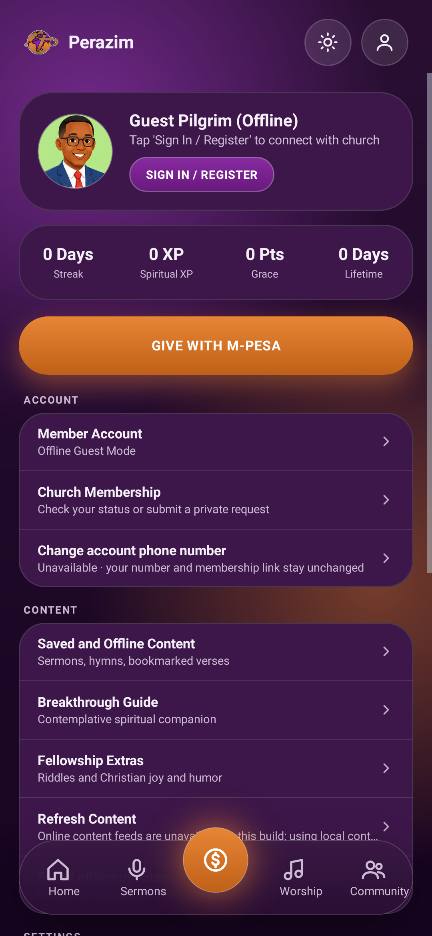 Perazim
Guest Pilgrim (Offline)
Tap 'Sign In / Register' to connect with church
SIGN IN / REGISTER
0 Days
0 XP
0 Pts
0 Days
Streak
Spiritual XP
Grace
Lifetime
GIVE WITH M-PESA
ACCOUNT
Member Account
Offline Guest Mode
Church Membership
Check your status or submit a private request
Change account phone number
Unavailable · your number and membership link stay unchanged
CONTENT
Saved and Offline Content
Sermons, hymns, bookmarked verses
Breakthrough Guide
Contemplative spiritual companion
Fellowship Extras
Riddles and Christian joy and humor
Refresh Content
Online content feeds are this build; using local cont...
Home
Sermons
Worship
Community
SETTINGS